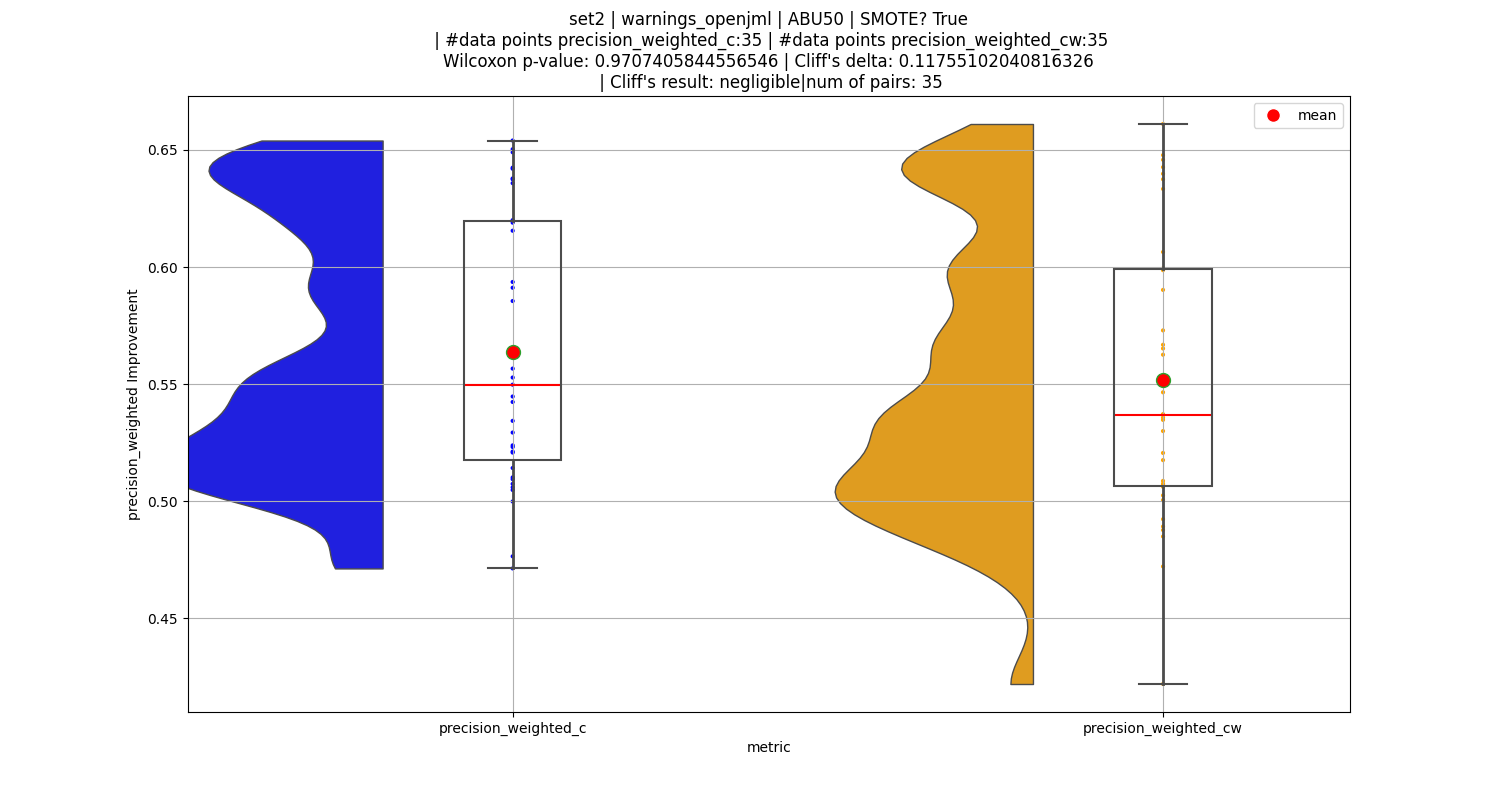 set2 | warnings_openjml | ABU50 | SMOTE? True
| #data points precision_weighted_c:35 | #data points precision_weighted_cw:35
Wilcoxon p-value: 0.9707405844556546 | Cliff's delta: 0.11755102040816326
| Cliff's result: negligible|num of pairs: 35
mean
precision_weighted Improvement
0.65
0.60
0.55
0.50
0.45
precision_weighted_c
precision_weighted_cw
metric